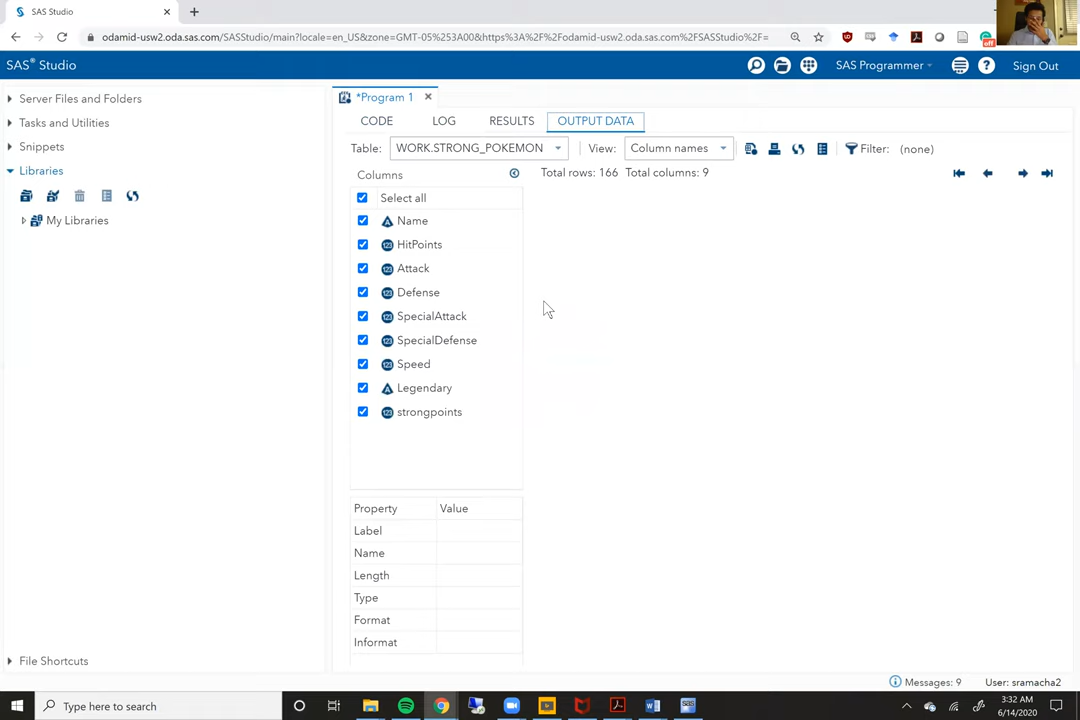 SAS Studio
odamid-usw2.oda.sas.com/SASStudio/main?locale=en_US&zone=GMT-05%253A00&https%3A%2F%2Fodamid-usw2.oda.sas.com%2FSASStudio%2F=
off
SAS® Studio
SAS Programmer
Sign Out
Server Files and Folders
Tasks and Utilities
Snippets
Libraries
My Libraries
File Shortcuts
*Program 1
CODE
LOG
RESULTS
OUTPUT DATA
Table:
WORK.STRONG_POKEMON
View:
Column names
Filter:
(none)
Columns
Total rows: 166
Total columns: 9
Select all
Name
HitPoints
Attack
Defense
SpecialAttack
SpecialDefense
Speed
Legendary
strongpoints
Property
Value
Label
Name
Length
Type
Format
Informat
Messages: 9
User: sramacha2
Type here to search
3:32 AM
6/14/2020